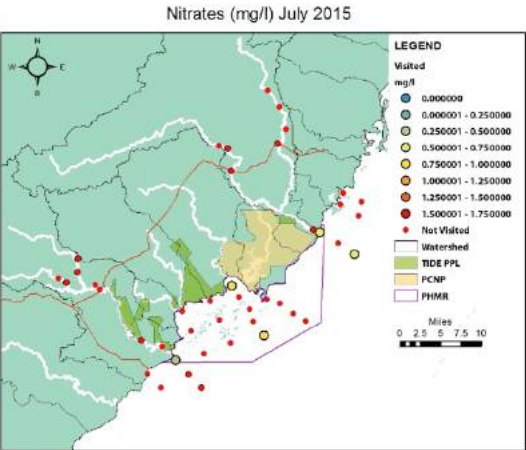 Nitrates (mg/l) July 2015
N
W
E
S
LEGEND
Visited
mg/l
0.000000
0.000001 - 0.250000
0.250001 - 0.500000
0.500001 - 0.750000
0.750001 - 1.000000
1.000001 - 1.250000
1.250001 - 1.500000
1.500001 - 1.750000
Not Visited
Watershed
TIDE PPL
PCNP
PHMR
Miles
0 2.5 5 7.5 10